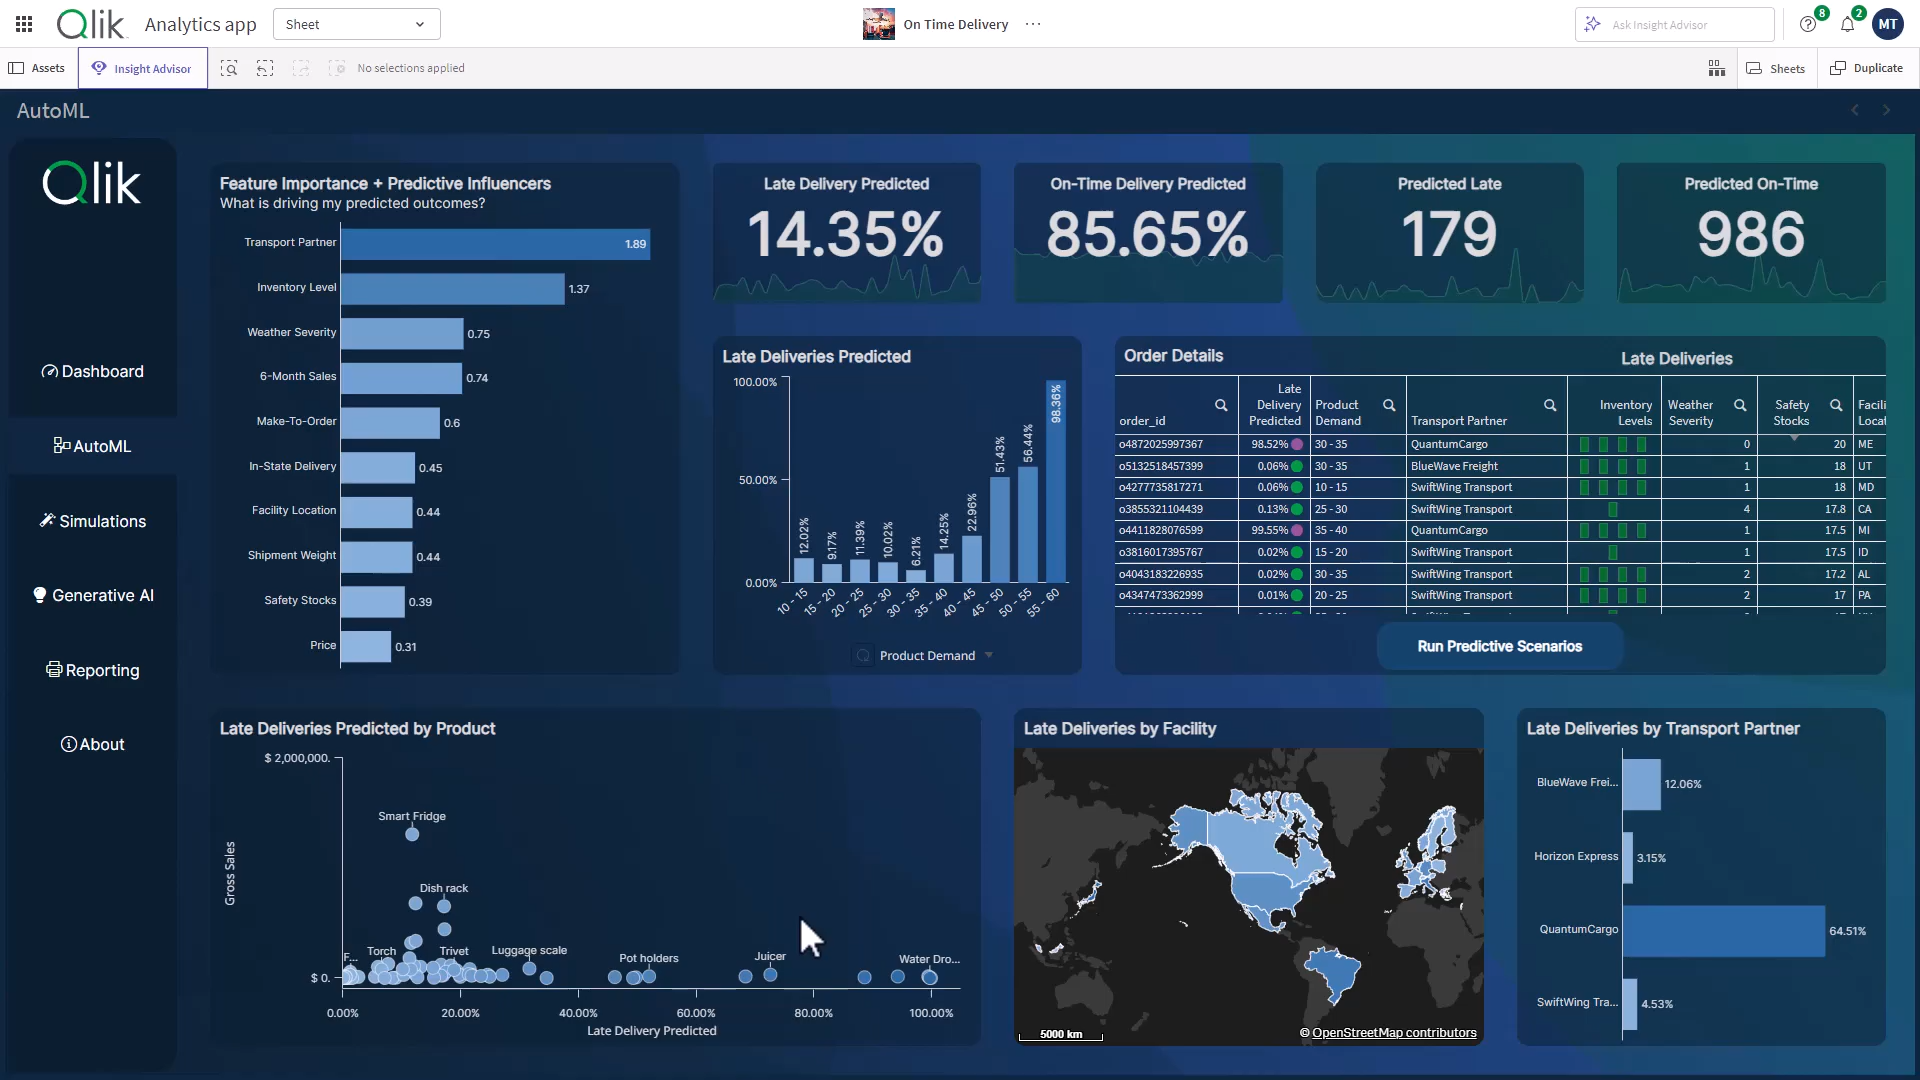 Qlik
Analytics app
Sheet
On Time Delivery
...
Ask Insight Advisor
8
2
MT
Assets
Insight Advisor
No selections applied
Sheets
Duplicate
AutoML
Qlik
Dashboard
AutoML
Simulations
Generative AI
Reporting
About
Feature Importance + Predictive Influencers
What is driving my predicted outcomes?
Transport Partner 1.89
Inventory Level 1.37
Weather Severity 0.75
6-Month Sales 0.74
Make-To-Order 0.6
In-State Delivery 0.45
Facility Location 0.44
Shipment Weight 0.44
Safety Stocks 0.39
Price 0.31
Late Delivery Predicted
14.35%
On-Time Delivery Predicted
85.65%
Predicted Late
179
Predicted On-Time
986
Late Deliveries Predicted
100.00%
50.00%
0.00%
12.02%
9.17%
11.39%
10.02%
6.21%
14.25%
22.96%
51.43%
56.44%
98.36%
10 - 15
15 - 20
20 - 25
25 - 30
30 - 35
35 - 40
40 - 45
45 - 50
50 - 55
55 - 60
Product Demand
Order Details
Late Deliveries
order_id
Late Delivery Predicted
Product Demand
Transport Partner
Inventory Levels
Weather Severity
Safety Stocks
Facili
Locat
o4872025997367 98.52% 30 - 35 QuantumCargo 0 20 ME
o5132518457399 0.06% 30 - 35 BlueWave Freight 1 18 UT
o4277735817271 0.06% 10 - 15 SwiftWing Transport 1 18 MD
o3855321104439 0.13% 25 - 30 SwiftWing Transport 4 17.8 CA
o4411828076599 99.55% 35 - 40 QuantumCargo 1 17.5 MI
o3816017395767 0.02% 15 - 20 SwiftWing Transport 1 17.5 ID
o4043183226935 0.02% 30 - 35 SwiftWing Transport 2 17.2 AL
o4347473362999 0.01% 20 - 25 SwiftWing Transport 2 17 PA
Run Predictive Scenarios
Late Deliveries Predicted by Product
Gross Sales
$ 2,000,000.
$ 0.
Smart Fridge
Dish rack
F...
Torch
Trivet
Luggage scale
Pot holders
Juicer
Water Dro...
0.00%
20.00%
40.00%
60.00%
80.00%
100.00%
Late Delivery Predicted
Late Deliveries by Facility
5000 km
© OpenStreetMap contributors
Late Deliveries by Transport Partner
BlueWave Frei... 12.06%
Horizon Express 3.15%
QuantumCargo 64.51%
SwiftWing Tra... 4.53%